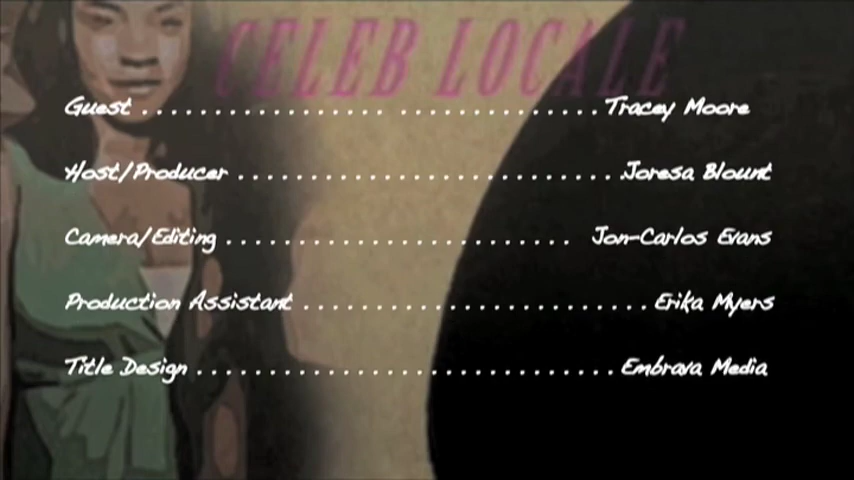 CELEB LOCALE
Guest . . . . . . . . . . . . . . . . . . . . . . . . . . . . . . Tracey Moore
Host/Producer . . . . . . . . . . . . . . . . . . . . . . . . . . . Joresa Blount
Camera/Editing . . . . . . . . . . . . . . . . . . . . . . . . Jon-Carlos Evans
Production Assistant . . . . . . . . . . . . . . . . . . . . . . . . Erika Myers
Title Design . . . . . . . . . . . . . . . . . . . . . . . . . . . . . Embrava Media